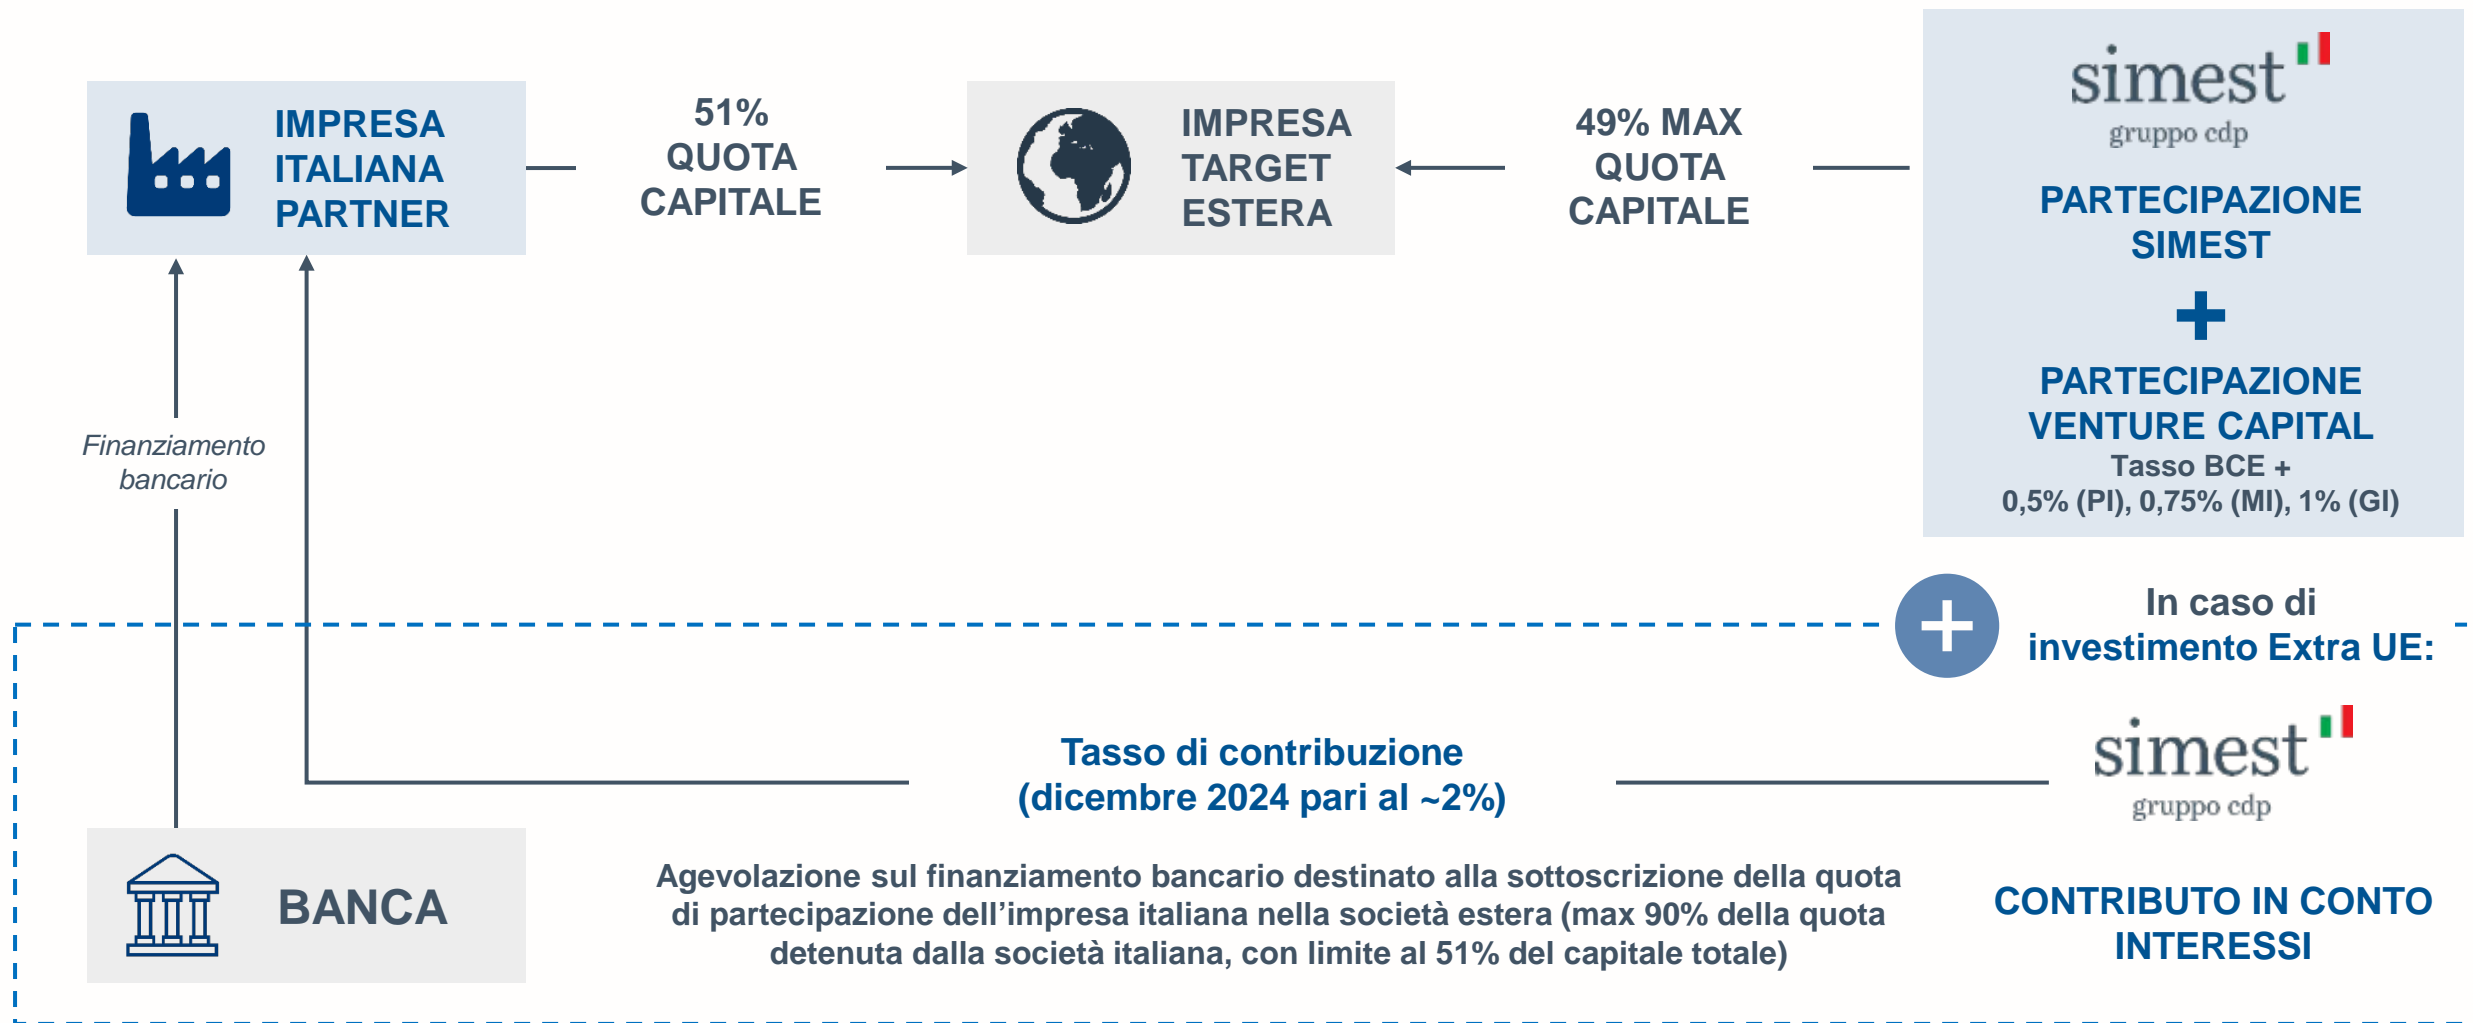 IMPRESA
ITALIANA
PARTNER
51%
QUOTA
CAPITALE
IMPRESA
TARGET
ESTERA
49% MAX
QUOTA
CAPITALE
simest
gruppo cdp
PARTECIPAZIONE
SIMEST
+
PARTECIPAZIONE
VENTURE CAPITAL
Tasso BCE +
0,5% (PI), 0,75% (MI), 1% (GI)
Finanziamento
bancario
+
In caso di
investimento Extra UE:
Tasso di contribuzione
(dicembre 2024 pari al ~2%)
simest
gruppo cdp
BANCA
Agevolazione sul finanziamento bancario destinato alla sottoscrizione della quota
di partecipazione dell’impresa italiana nella società estera (max 90% della quota
detenuta dalla società italiana, con limite al 51% del capitale totale)
CONTRIBUTO IN CONTO
INTERESSI